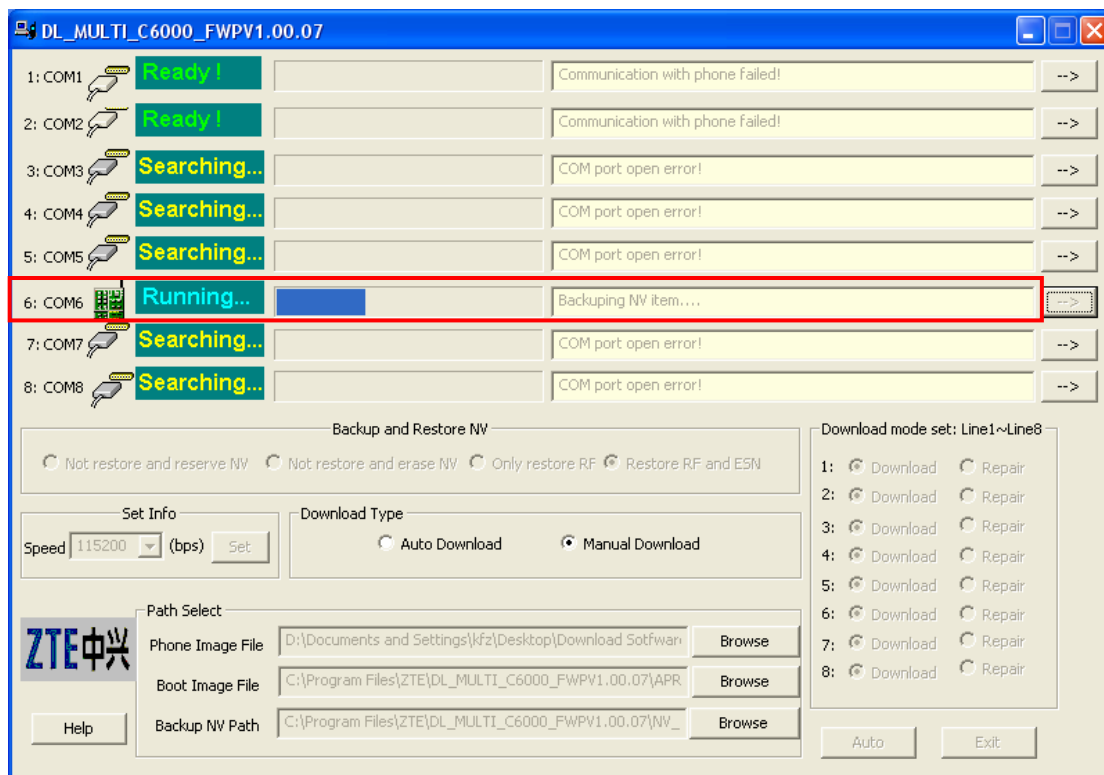 DL_MULTI_C6000_FWPV1.00.07
1: COM1 Ready ! Communication with phone failed! -->
2: COM2 Ready ! Communication with phone failed! -->
3: COM3 Searching... COM port open error! -->
4: COM4 Searching... COM port open error! -->
5: COM5 Searching... COM port open error! -->
6: COM6 Running... Backuping NV item.... -->
7: COM7 Searching... COM port open error! -->
8: COM8 Searching... COM port open error! -->
Backup and Restore NV
Not restore and reserve NV Not restore and erase NV Only restore RF Restore RF and ESN
Set Info
Speed 115200 (bps) Set
Download Type
Auto Download Manual Download
Path Select
ZTE中兴
Phone Image File D:\Documents and Settings\kfz\Desktop\Download Sotfwar Browse
Boot Image File C:\Program Files\ZTE\DL_MULTI_C6000_FWPV1.00.07\APR Browse
Backup NV Path C:\Program Files\ZTE\DL_MULTI_C6000_FWPV1.00.07\NV_ Browse
Help
Download mode set: Line1~Line8
1: Download Repair
2: Download Repair
3: Download Repair
4: Download Repair
5: Download Repair
6: Download Repair
7: Download Repair
8: Download Repair
Auto Exit